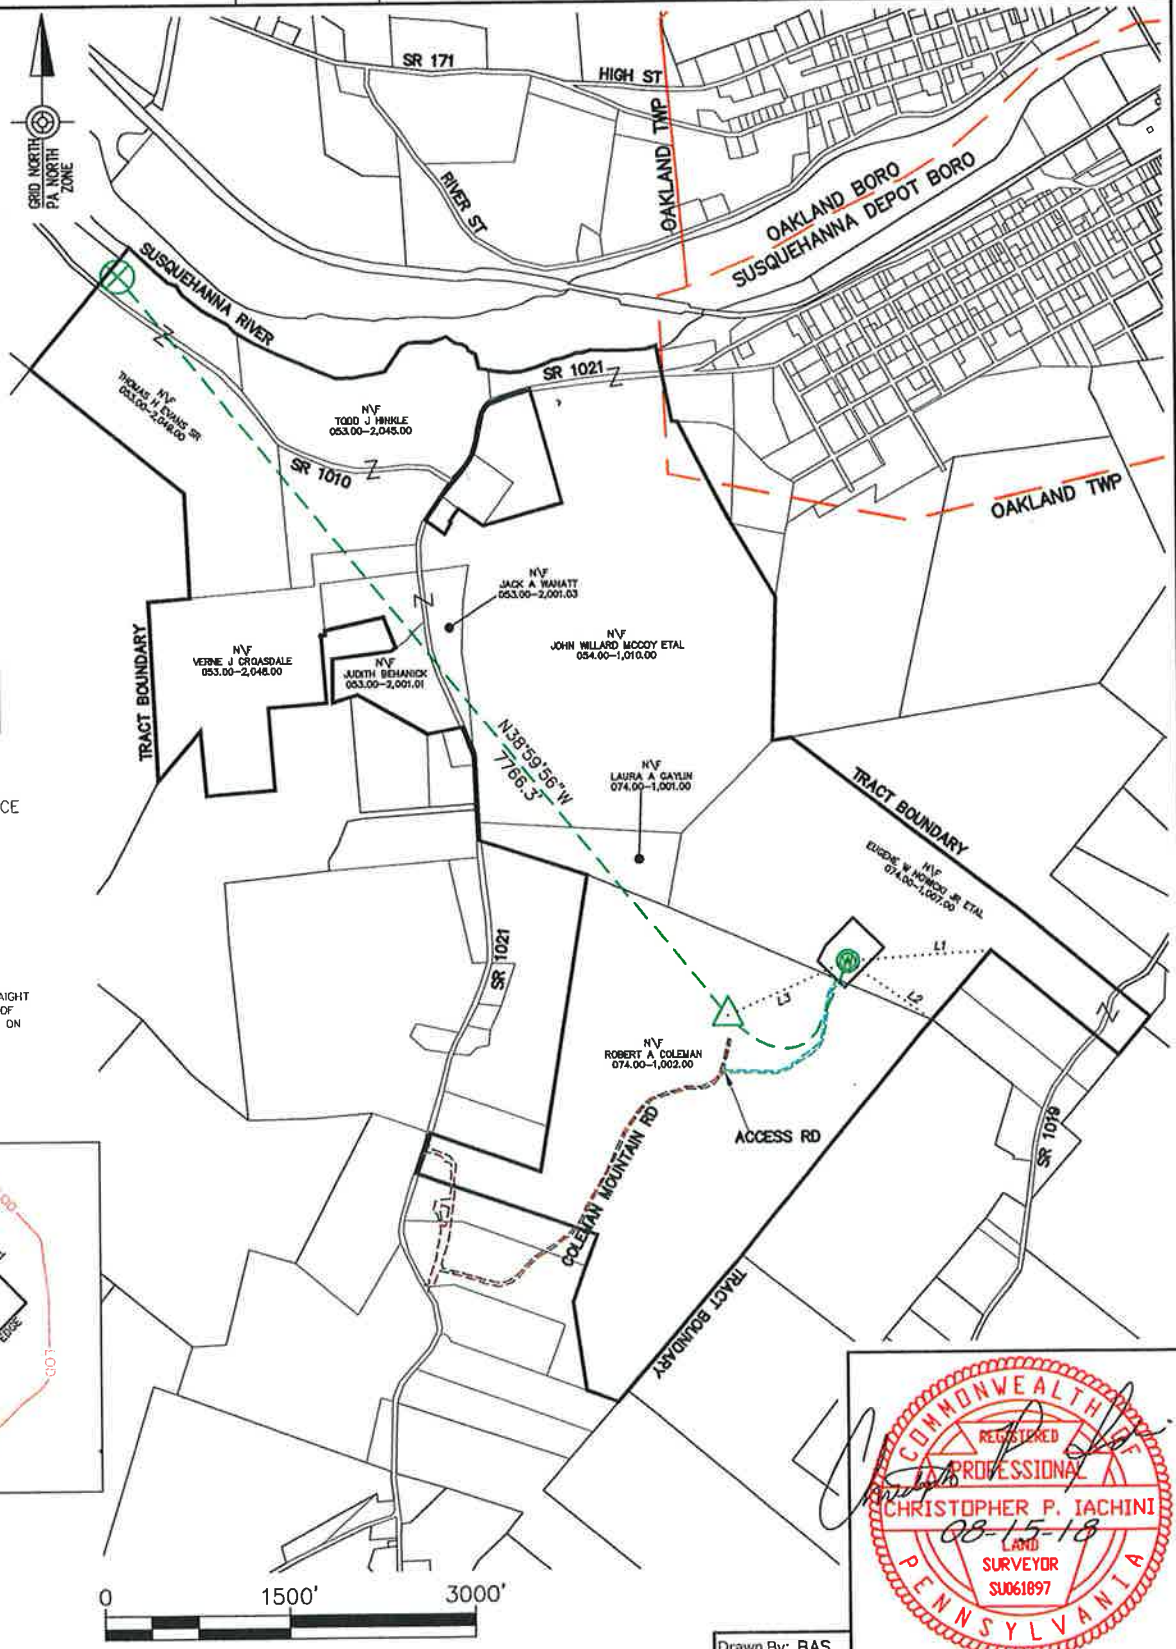 SR 171
HIGH ST
OAKLAND TWP
GRID NORTH
PA NORTH
ZONE
RIVER ST
OAKLAND BORO
SUSQUEHANNA DEPOT BORO
SUSQUEHANNA RIVER
SR 1021
N\F
THOMAS H EVANS SR
053.00-2,049.00
N\F
TODD J HINKLE
053.00-2,045.00
SR 1010
OAKLAND TWP
N\F
JACK A WANATT
053.00-2,001.03
N\F
JOHN WILLARD MCCOY ETAL
054.00-1,010.00
TRACT BOUNDARY
N\F
VERNE J CROASDALE
053.00-2,048.00
N\F
JUDITH BEHANICK
053.00-2,001.01
N38°59'56"W
7766.3'
N\F
LAURA A GAYLIN
074.00-1,001.00
TRACT BOUNDARY
CE
N\F
EUGENE W NOWICKI JR ETAL
074.00-1,007.00
W
L1
L2
L3
SR 1021
AIGHT
OF
ON
N\F
ROBERT A COLEMAN
074.00-1,002.00
ACCESS RD
SR 1019
COLEMAN MOUNTAIN RD
TRACT BOUNDARY
EDGE
COMMONWEALTH OF
REGISTERED
PROFESSIONAL
CHRISTOPHER P. IACHINI
08-15-18
LAND
SURVEYOR
SU061897
PENNSYLVANIA
0 1500' 3000'
Drawn By: BAS